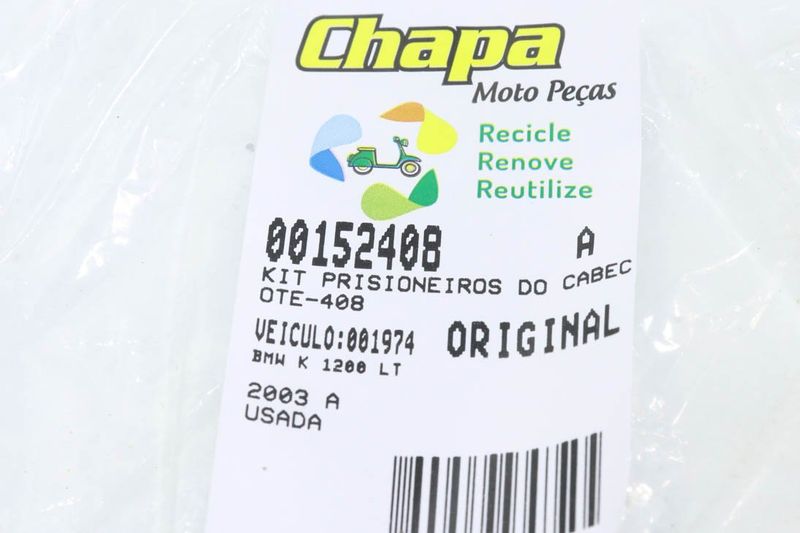 Chapa
Moto Peças
Recicle
Renove
Reutilize
00152408 A
KIT PRISIONEIROS DO CABEC
OTE-408
VEICULO:001974 ORIGINAL
BMW K 1200 LT
2003 A
USADA